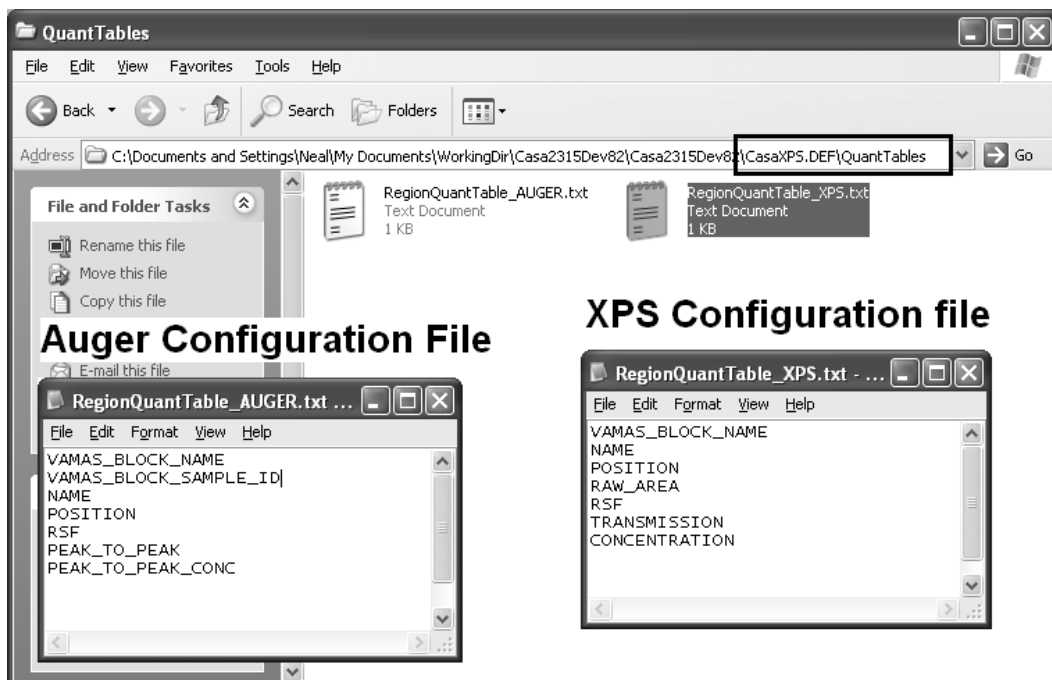 QuantTables
File Edit View Favorites Tools Help
Back Search Folders
Address C:\Documents and Settings\Neal\My Documents\WorkingDir\Casa2315Dev82\Casa2315Dev82\CasaXPS.DEF\QuantTables Go
File and Folder Tasks
Rename this file
Move this file
Copy this file
E-mail this file
RegionQuantTable_AUGER.txt
Text Document
1 KB
RegionQuantTable_XPS.txt
Text Document
1 KB
Auger Configuration File
XPS Configuration file
RegionQuantTable_AUGER.txt ...
File Edit Format View Help
VAMAS_BLOCK_NAME
VAMAS_BLOCK_SAMPLE_ID
NAME
POSITION
RSF
PEAK_TO_PEAK
PEAK_TO_PEAK_CONC
RegionQuantTable_XPS.txt - ...
File Edit Format View Help
VAMAS_BLOCK_NAME
NAME
POSITION
RAW_AREA
RSF
TRANSMISSION
CONCENTRATION